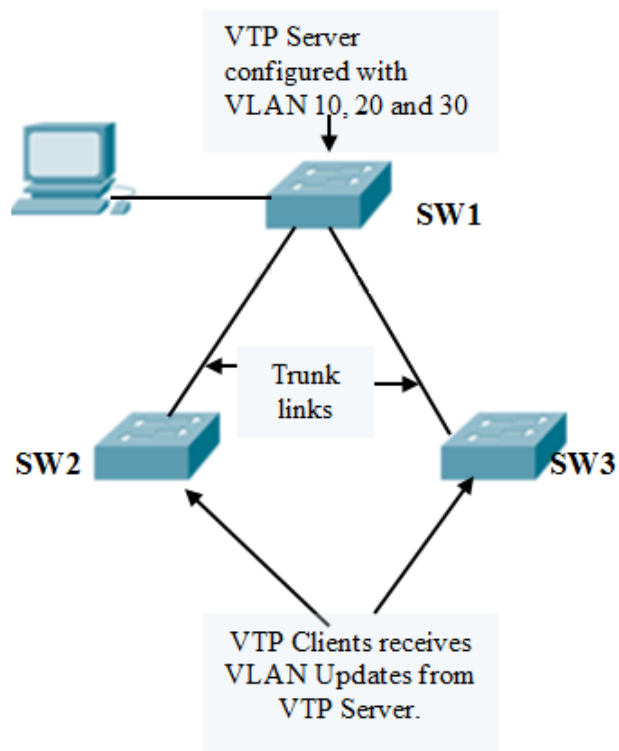 VTP Server
configured with
VLAN 10, 20 and 30
SW1
Trunk
links
SW2
SW3
VTP Clients receives
VLAN Updates from
VTP Server.